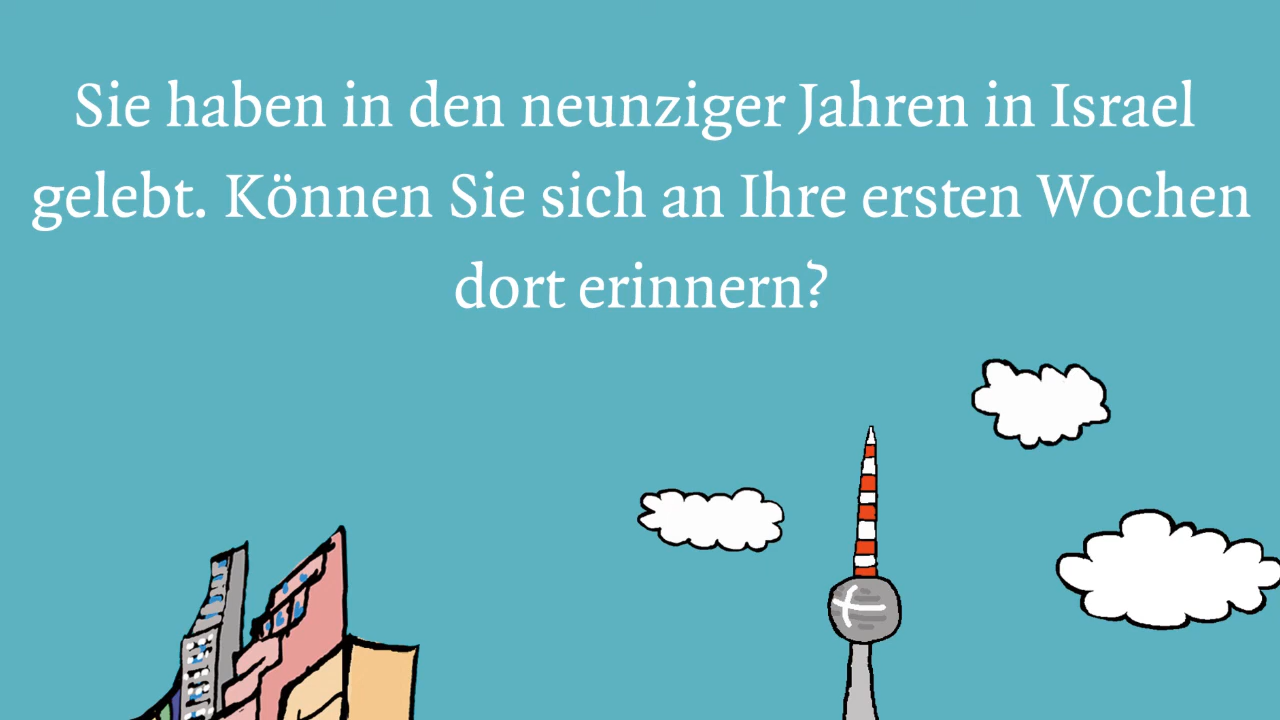 Sie haben in den neunziger Jahren in Israel
gelebt. Können Sie sich an Ihre ersten Wochen
dort erinnern?